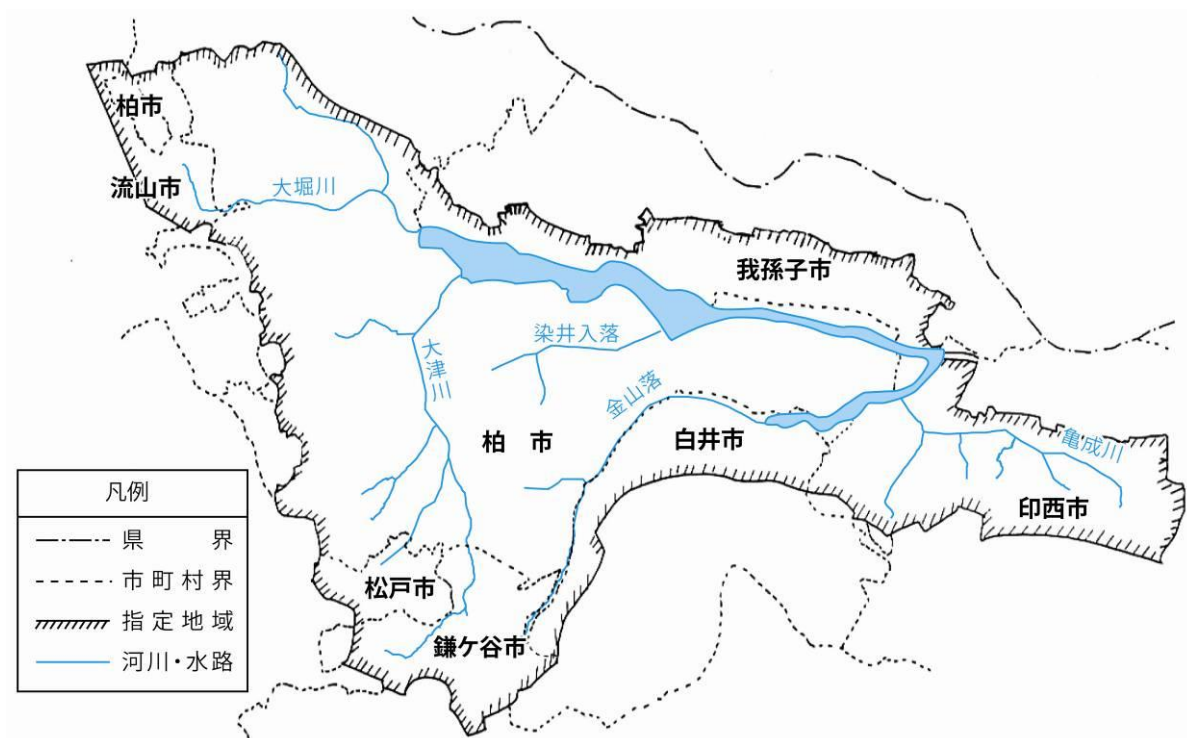 柏市
流山市
大堀川
我孫子市
染井入落
大津川
金山落
柏 市
白井市
亀成川
印西市
松戸市
鎌ケ谷市
凡例
県 界
市町村界
指定地域
河川・水路